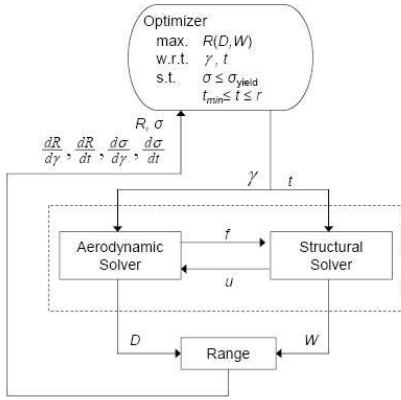 Optimizer
max. R(D,W)
w.r.t. γ, t
s.t. σ ≤ σyield
tmin ≤ t ≤ r
R, σ
dR/dγ, dR/dt, dσ/dγ, dσ/dt
γ t
Aerodynamic Solver
f
u
Structural Solver
D
W
Range